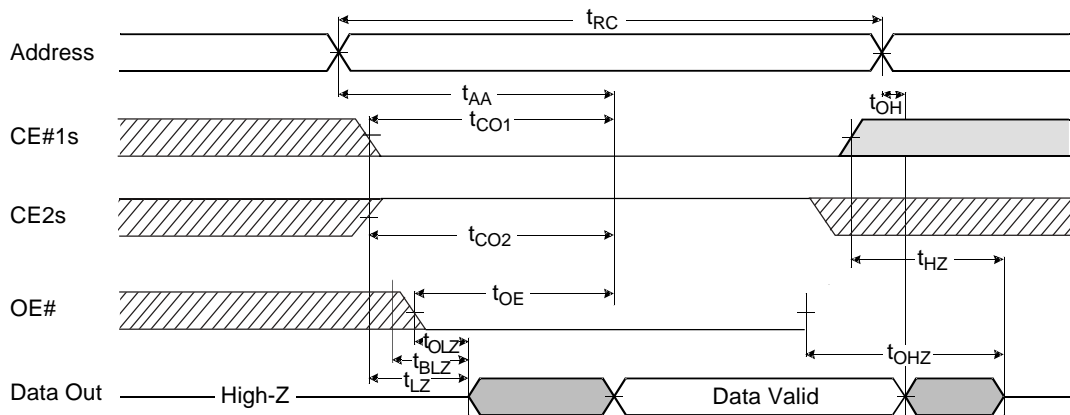 tRC
Address
tAA
tOH
tCO1
CE#1s
CE2s
tCO2
tHZ
tOE
OE#
tOLZ
tOHZ
tBLZ
tLZ
Data Out
High-Z
Data Valid